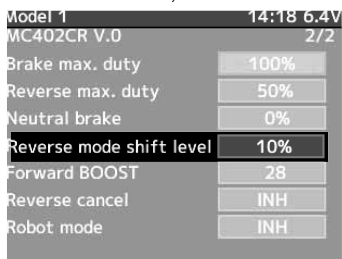 Model 1 14:18 6.4V
MC402CR V.0 2/2
Brake max. duty 100%
Reverse max. duty 50%
Neutral brake 0%
Reverse mode shift level 10%
Forward BOOST 28
Reverse cancel INH
Robot mode INH